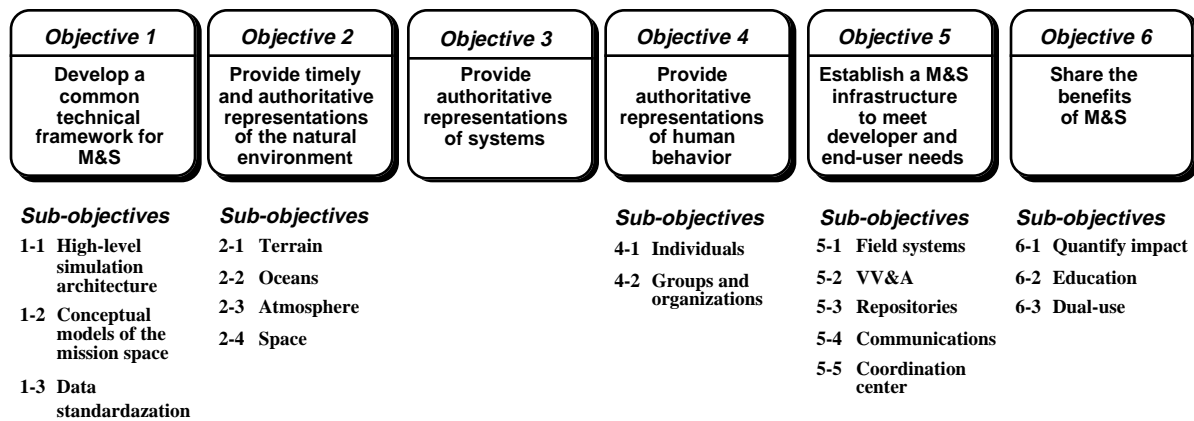 Objective 1
Develop a
common
technical
framework for
M&S
Objective 2
Provide timely
and authoritative
representations
of the natural
environment
Objective 3
Provide
authoritative
representations
of systems
Objective 4
Provide
authoritative
representations
of human
behavior
Objective 5
Establish a M&S
infrastructure
to meet
developer and
end-user needs
Objective 6
Share the
benefits
of M&S
Sub-objectives
1-1 High-level
simulation
architecture
1-2 Conceptual
models of the
mission space
1-3 Data
standardazation
Sub-objectives
2-1 Terrain
2-2 Oceans
2-3 Atmosphere
2-4 Space
Sub-objectives
4-1 Individuals
4-2 Groups and
organizations
Sub-objectives
5-1 Field systems
5-2 VV&A
5-3 Repositories
5-4 Communications
5-5 Coordination
center
Sub-objectives
6-1 Quantify impact
6-2 Education
6-3 Dual-use